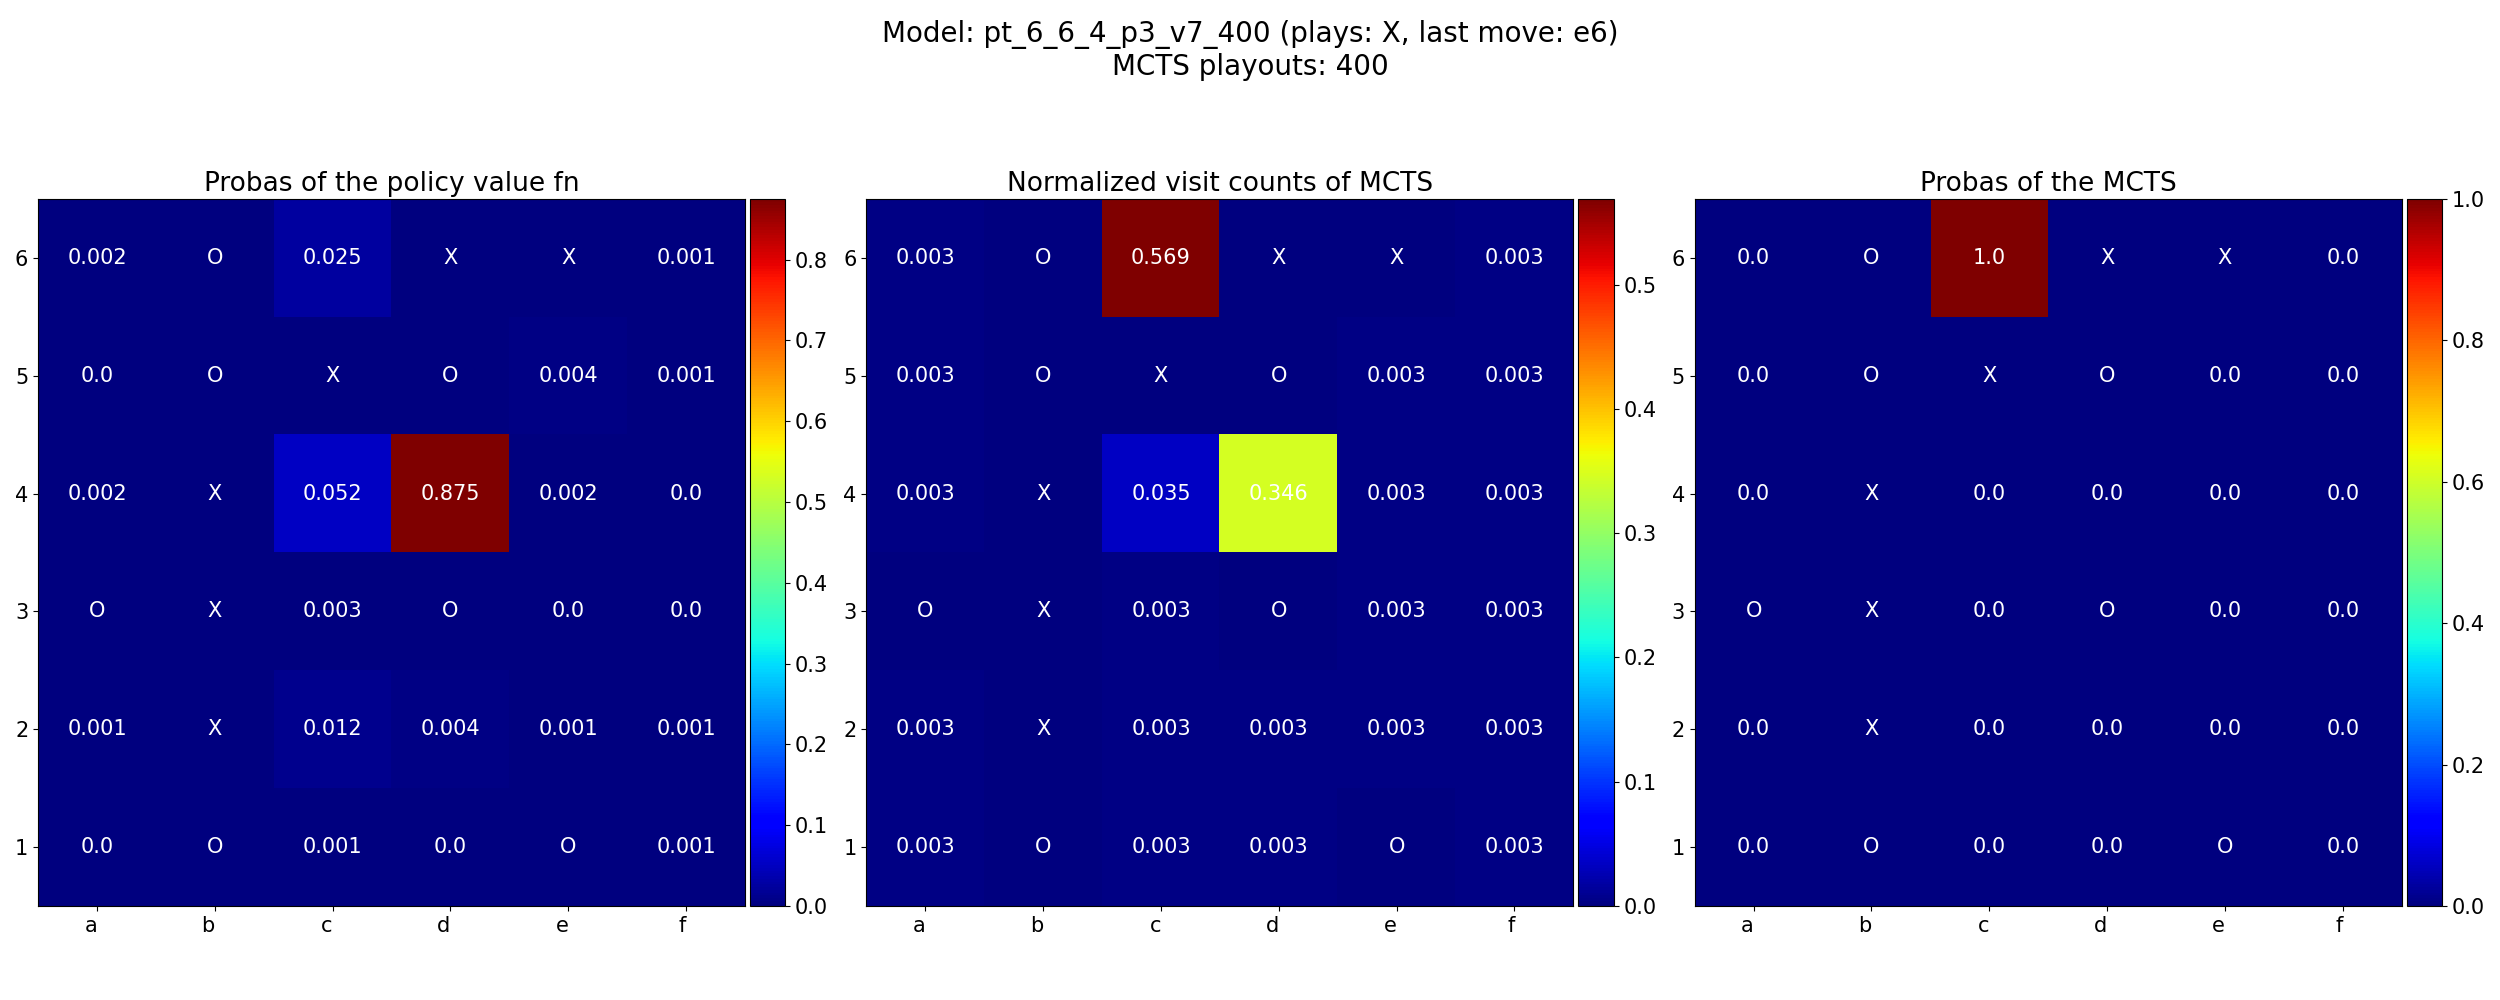 Model: pt_6_6_4_p3_v7_400 (plays: X, last move: e6)
MCTS playouts: 400
Probas of the policy value fn
6 0.002 O 0.025 X X 0.001
5 0.0 O X O 0.004 0.001
4 0.002 X 0.052 0.875 0.002 0.0
3 O X 0.003 O 0.0 0.0
2 0.001 X 0.012 0.004 0.001 0.001
1 0.0 O 0.001 0.0 O 0.001
a b c d e f
0.8
0.7
0.6
0.5
0.4
0.3
0.2
0.1
0.0
Normalized visit counts of MCTS
6 0.003 O 0.569 X X 0.003
5 0.003 O X O 0.003 0.003
4 0.003 X 0.035 0.346 0.003 0.003
3 O X 0.003 O 0.003 0.003
2 0.003 X 0.003 0.003 0.003 0.003
1 0.003 O 0.003 0.003 O 0.003
a b c d e f
0.5
0.4
0.3
0.2
0.1
0.0
Probas of the MCTS
6 0.0 O 1.0 X X 0.0
5 0.0 O X O 0.0 0.0
4 0.0 X 0.0 0.0 0.0 0.0
3 O X 0.0 O 0.0 0.0
2 0.0 X 0.0 0.0 0.0 0.0
1 0.0 O 0.0 0.0 O 0.0
a b c d e f
1.0
0.8
0.6
0.4
0.2
0.0